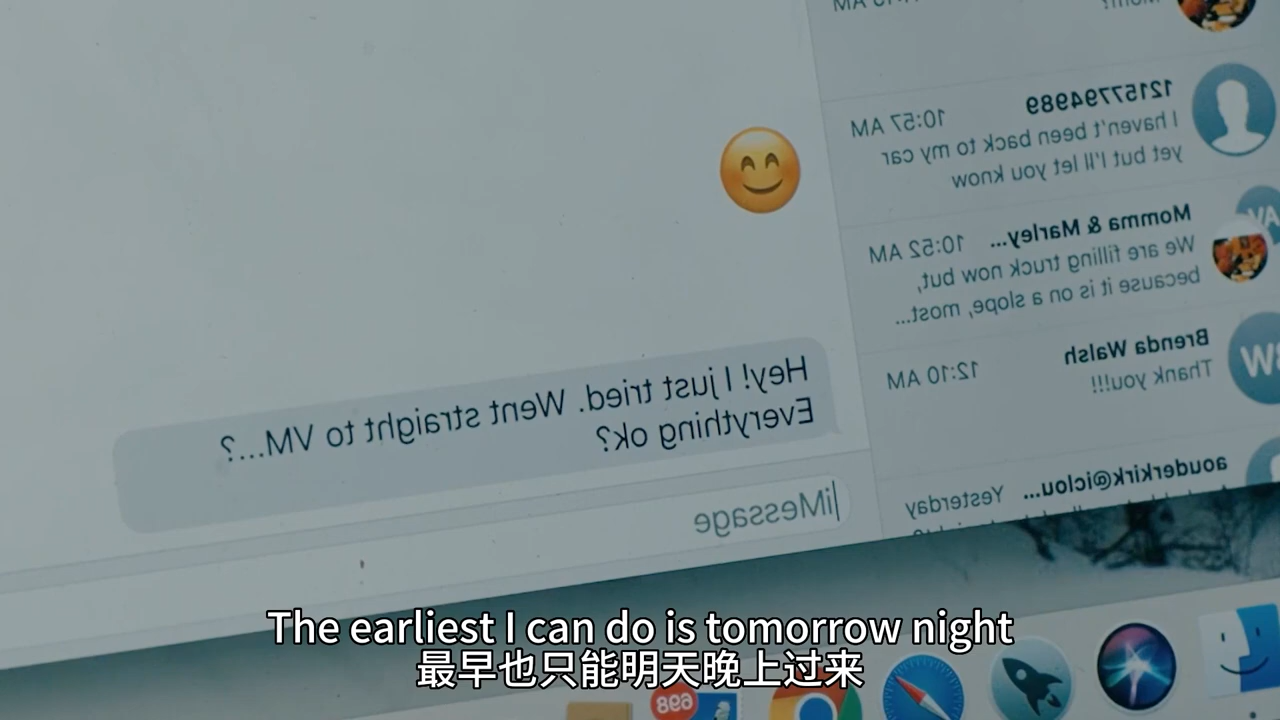 12157794989 10:57 AM
I haven't been back to my car
yet but I'll let you know
Momma & Marley... 10:52 AM
We are filling truck now but,
because it is on a slope, most...
Brenda Walsh 12:10 AM
Thank you!!!
aouderkirk@iclou... Yesterday
Hey! I just tried. Went straight to VM...?
Everything ok?
iMessage
The earliest I can do is tomorrow night
最早也只能明天晚上过来